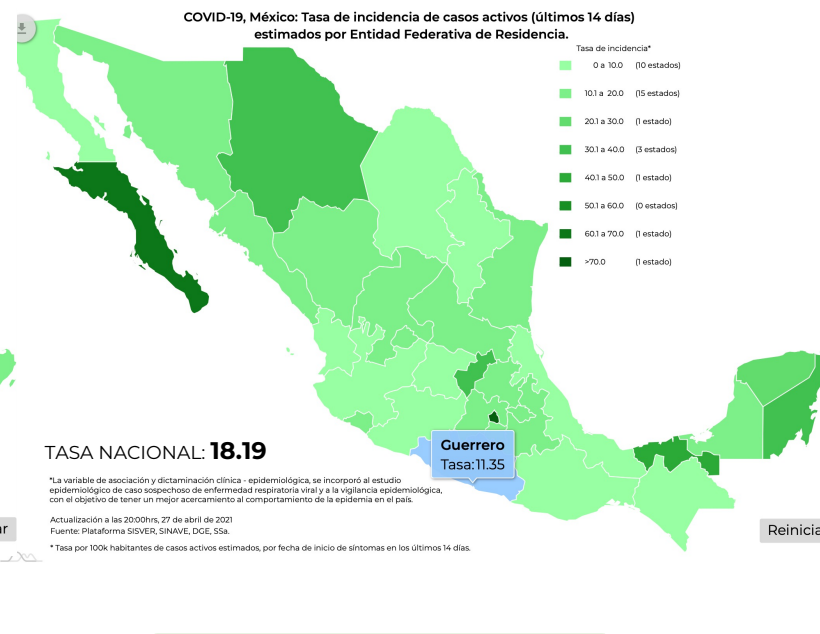 COVID-19, México: Tasa de incidencia de casos activos (últimos 14 días)
estimados por Entidad Federativa de Residencia.
Tasa de incidencia*
0 a 10.0 (10 estados)
10.1 a 20.0 (15 estados)
20.1 a 30.0 (1 estado)
30.1 a 40.0 (3 estados)
40.1 a 50.0 (1 estado)
50.1 a 60.0 (0 estados)
60.1 a 70.0 (1 estado)
>70.0 (1 estado)
Guerrero
Tasa:11.35
TASA NACIONAL: 18.19
*La variable de asociación y dictaminación clínica - epidemiológica, se incorporó al estudio
epidemiológico de caso sospechoso de enfermedad respiratoria viral y a la vigilancia epidemiológica,
con el objetivo de tener un mejor acercamiento al comportamiento de la epidemia en el país.
Actualización a las 20:00hrs, 27 de abril de 2021
Fuente: Plataforma SISVER, SINAVE, DGE, SSa.
* Tasa por 100k habitantes de casos activos estimados, por fecha de inicio de síntomas en los últimos 14 días.
ar
Reinicia